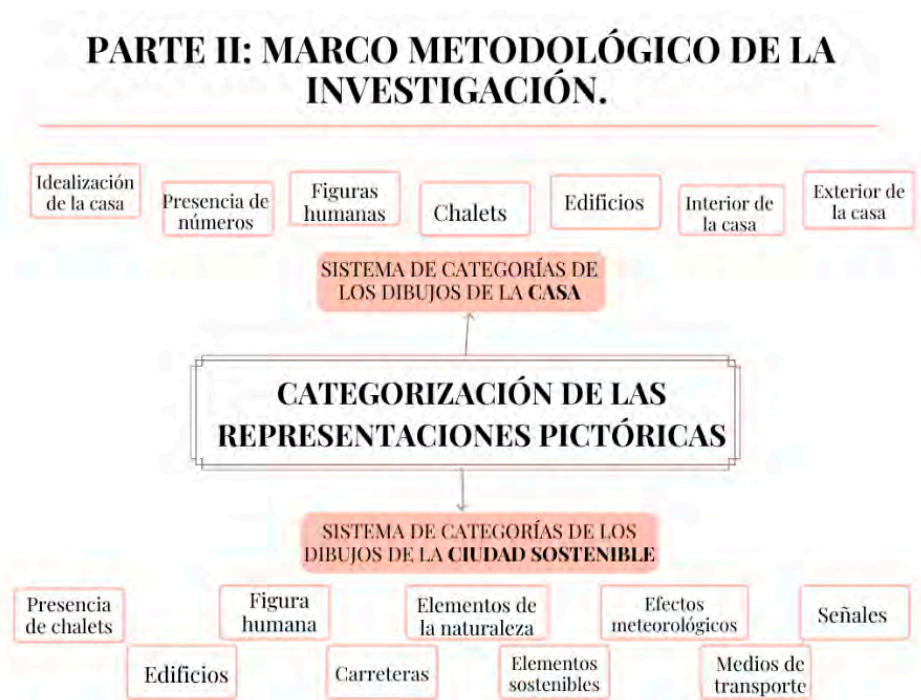 PARTE II: MARCO METODOLÓGICO DE LA
INVESTIGACIÓN.
Idealización
de la casa
Presencia de
números
Figuras
humanas
Chalets
Edificios
Interior de
la casa
Exterior de
la casa
SISTEMA DE CATEGORÍAS DE
LOS DIBUJOS DE LA CASA
CATEGORIZACIÓN DE LAS
REPRESENTACIONES PICTÓRICAS
SISTEMA DE CATEGORÍAS DE LOS
DIBUJOS DE LA CIUDAD SOSTENIBLE
Presencia
de chalets
Edificios
Figura
humana
Carreteras
Elementos de
la naturaleza
Elementos
sostenibles
Efectos
meteorológicos
Medios de
transporte
Señales